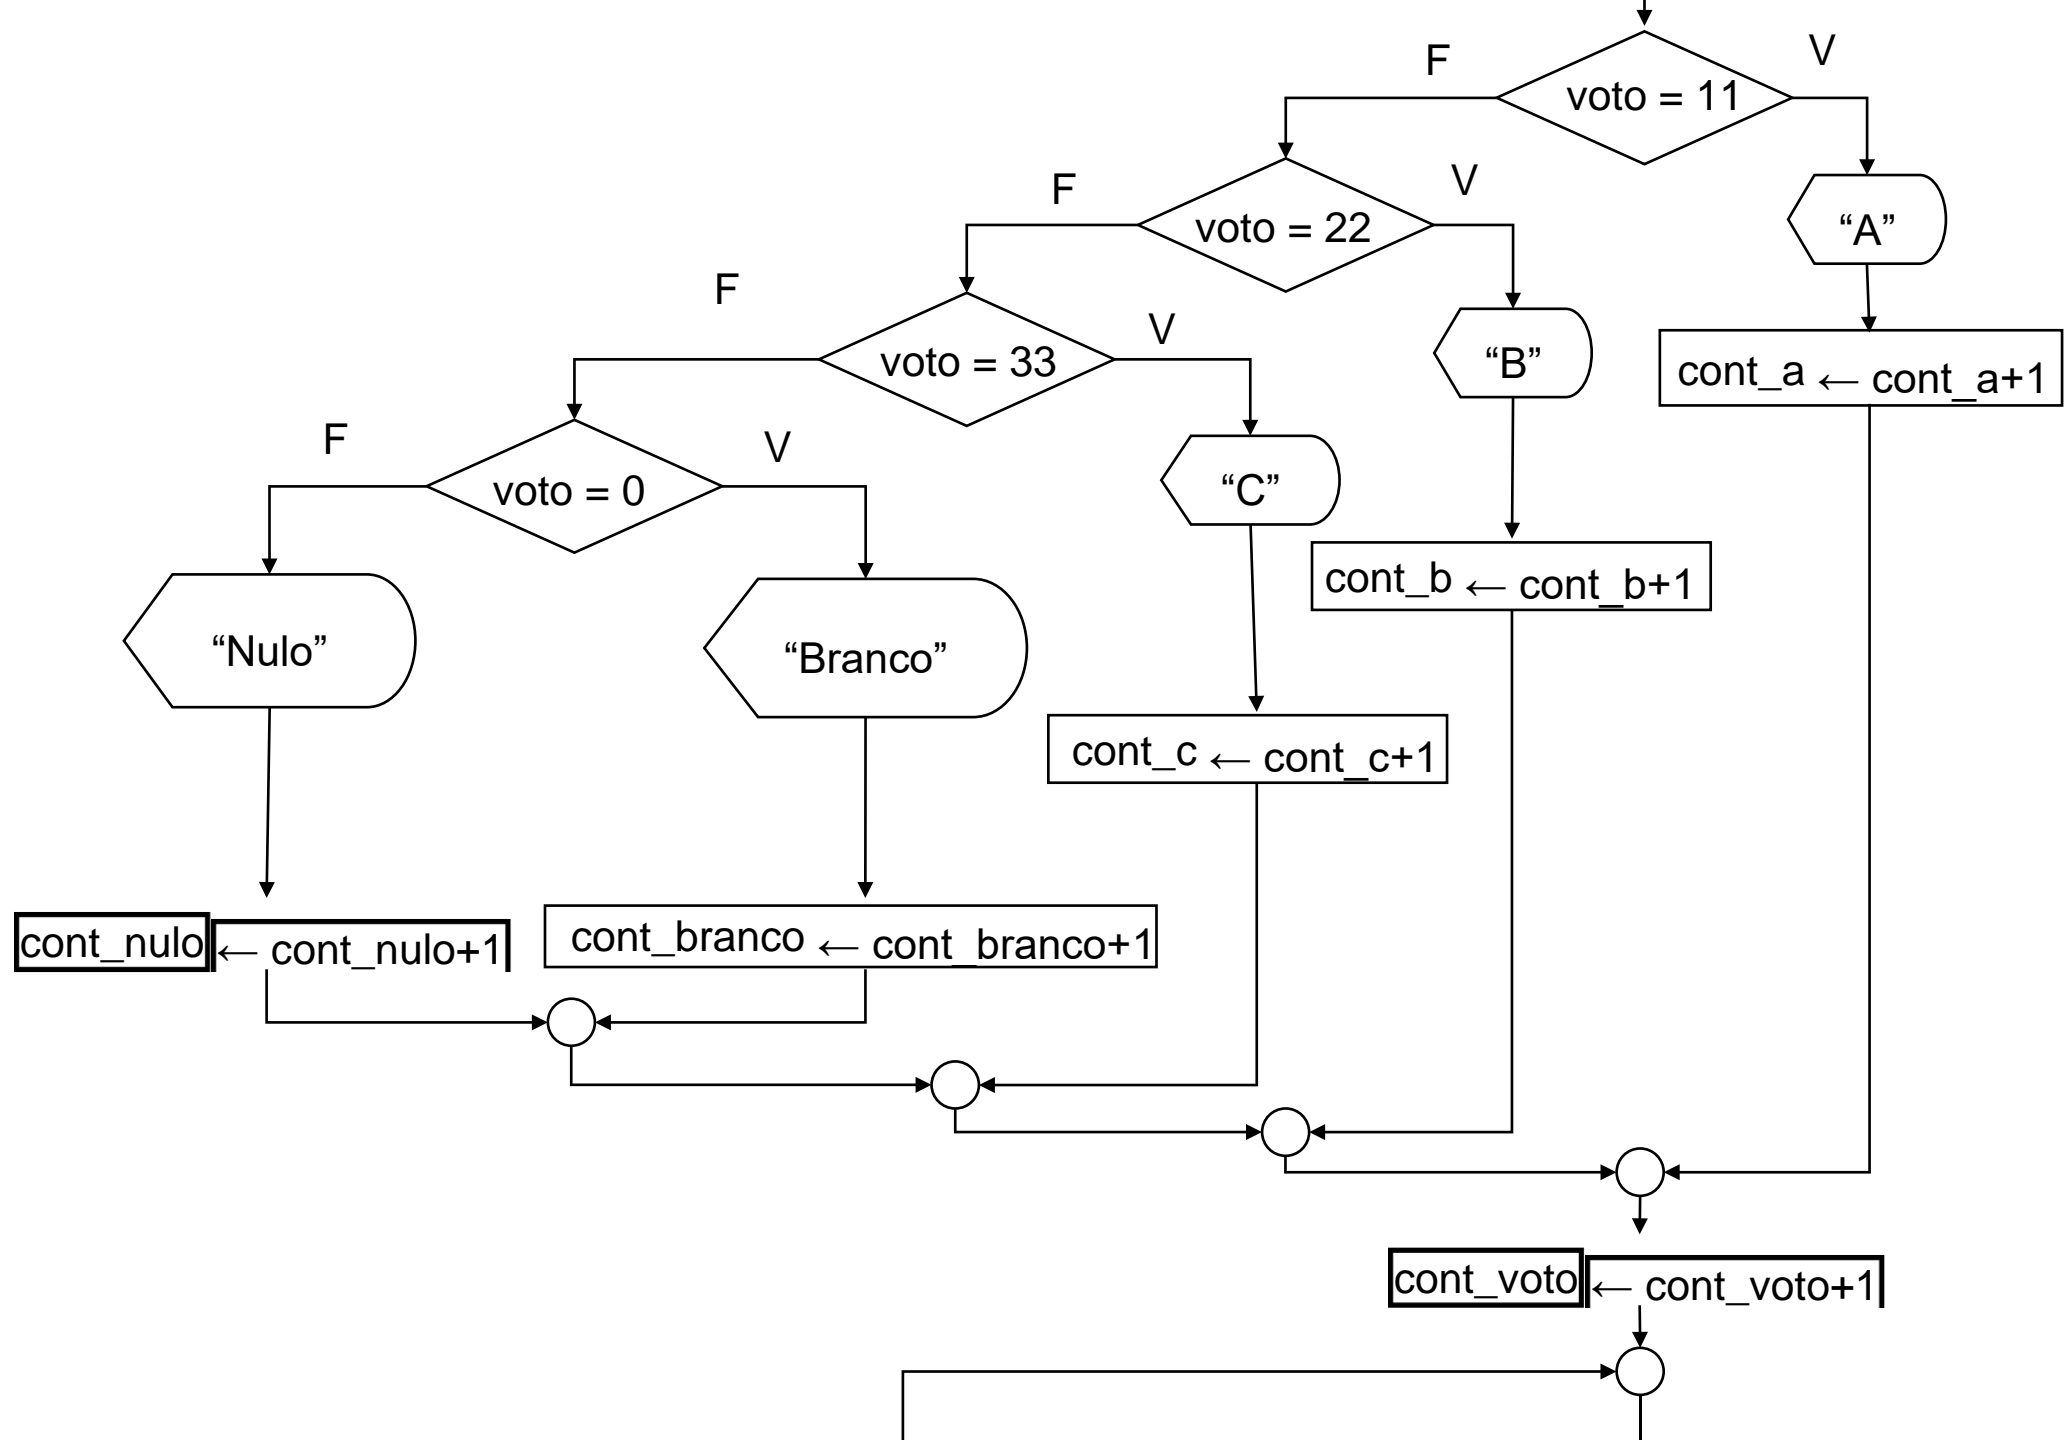 F
V
voto = 11
F
V
voto = 22
“A”
F
V
voto = 33
“B”
cont_a ← cont_a+1
F
V
voto = 0
“C”
cont_b ← cont_b+1
“Nulo”
“Branco”
cont_c ← cont_c+1
cont_nulo ← cont_nulo+1
cont_branco ← cont_branco+1
cont_voto ← cont_voto+1